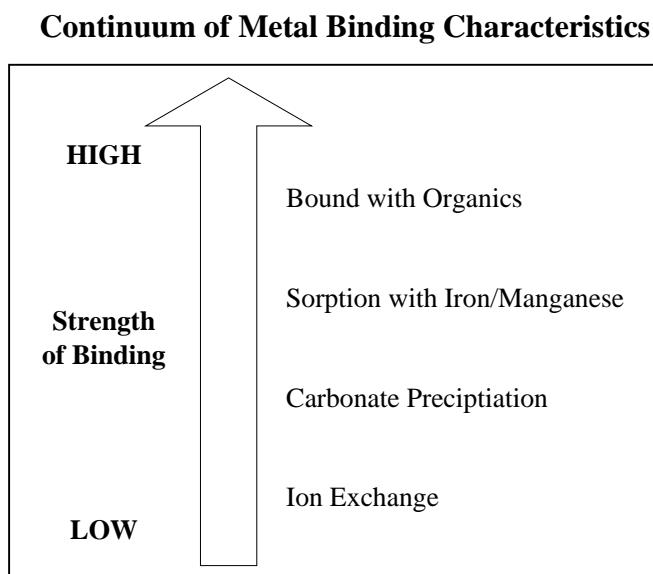 Continuum of Metal Binding Characteristics
HIGH
Bound with Organics
Sorption with Iron/Manganese
Strength
of Binding
Carbonate Preciptiation
Ion Exchange
LOW